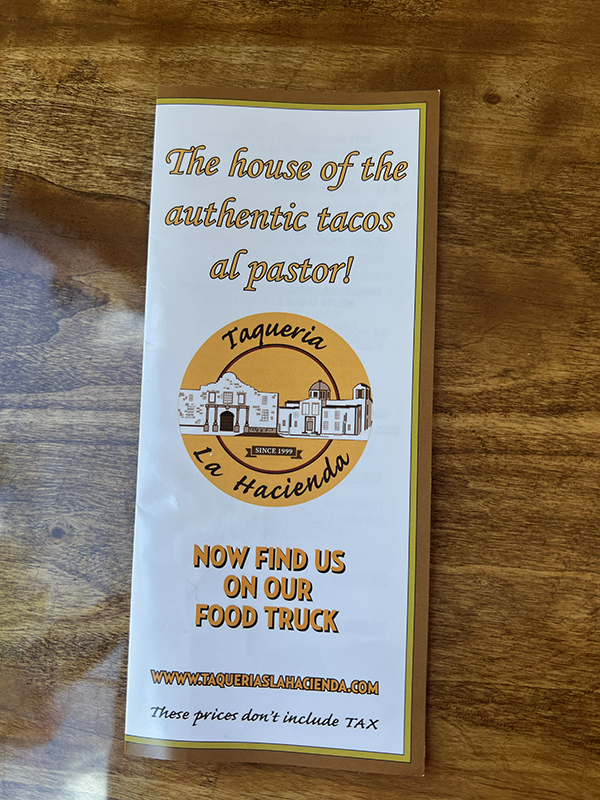 The house of the
authentic tacos
al pastor!
Taqueria
SINCE 1999
La Hacienda
NOW FIND US
ON OUR
FOOD TRUCK
WWWW.TAQUERIASLAHACIENDA.COM
These prices don't include TAX